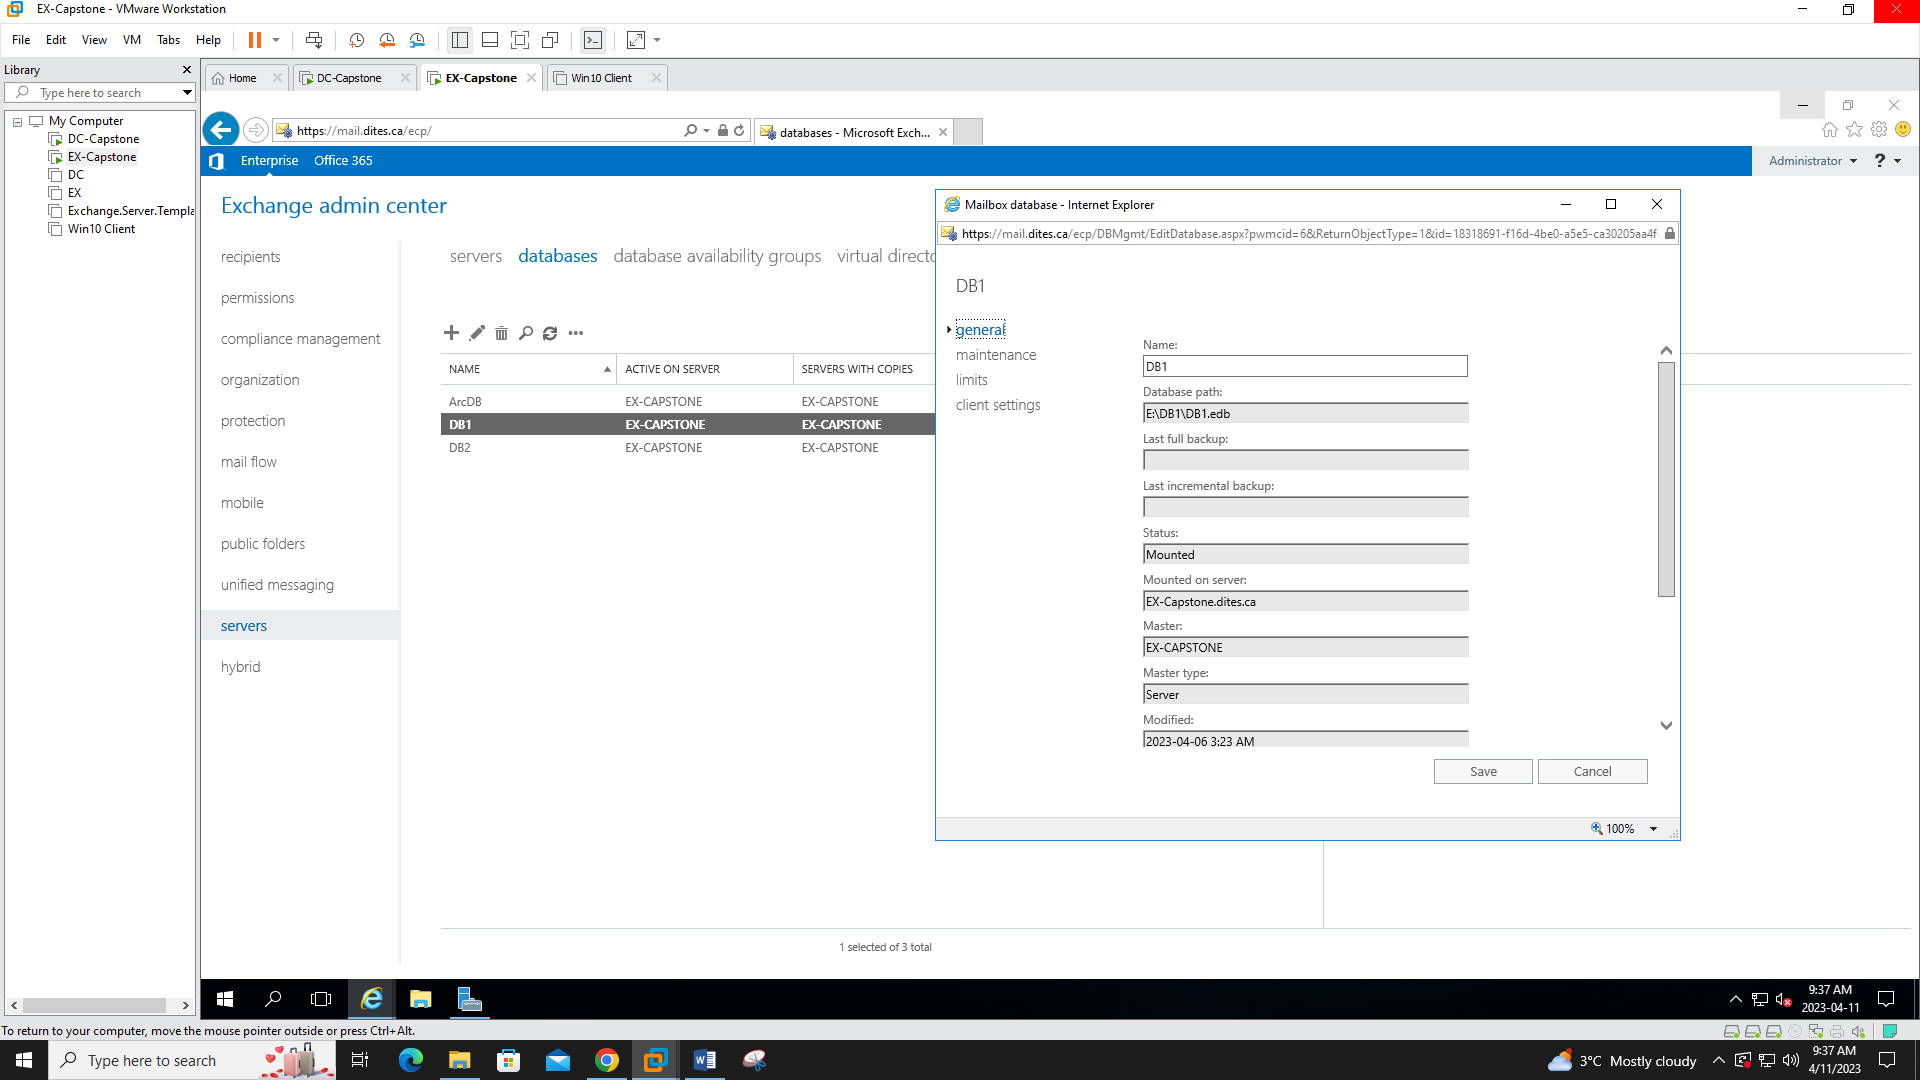 EX-Capstone - VMware Workstation
File Edit View VM Tabs Help
Library
Type here to search
My Computer
DC-Capstone
EX-Capstone
DC
EX
Exchange.Server.Templa
Win10 Client
Home DC-Capstone EX-Capstone Win10 Client
https://mail.dites.ca/ecp/
databases - Microsoft Exch...
Enterprise Office 365
Administrator ?
Exchange admin center
recipients
permissions
compliance management
organization
protection
mail flow
mobile
public folders
unified messaging
servers
hybrid
servers databases database availability groups virtual directo
NAME ACTIVE ON SERVER SERVERS WITH COPIES
ArcDB EX-CAPSTONE EX-CAPSTONE
DB1 EX-CAPSTONE EX-CAPSTONE
DB2 EX-CAPSTONE EX-CAPSTONE
1 selected of 3 total
Mailbox database - Internet Explorer
https://mail.dites.ca/ecp/DBMgmt/EditDatabase.aspx?pwmcid=6&ReturnObjectType=1&id=18318691-f16d-4be0-a5e5-ca30205aa4f
DB1
general
maintenance
limits
client settings
Name:
DB1
Database path:
E:\DB1\DB1.edb
Last full backup:
Last incremental backup:
Status:
Mounted
Mounted on server:
EX-Capstone.dites.ca
Master:
EX-CAPSTONE
Master type:
Server
Modified:
2023-04-06 3:23 AM
Save Cancel
100%
9:37 AM
2023-04-11
To return to your computer, move the mouse pointer outside or press Ctrl+Alt.
Type here to search
3°C Mostly cloudy
9:37 AM
4/11/2023